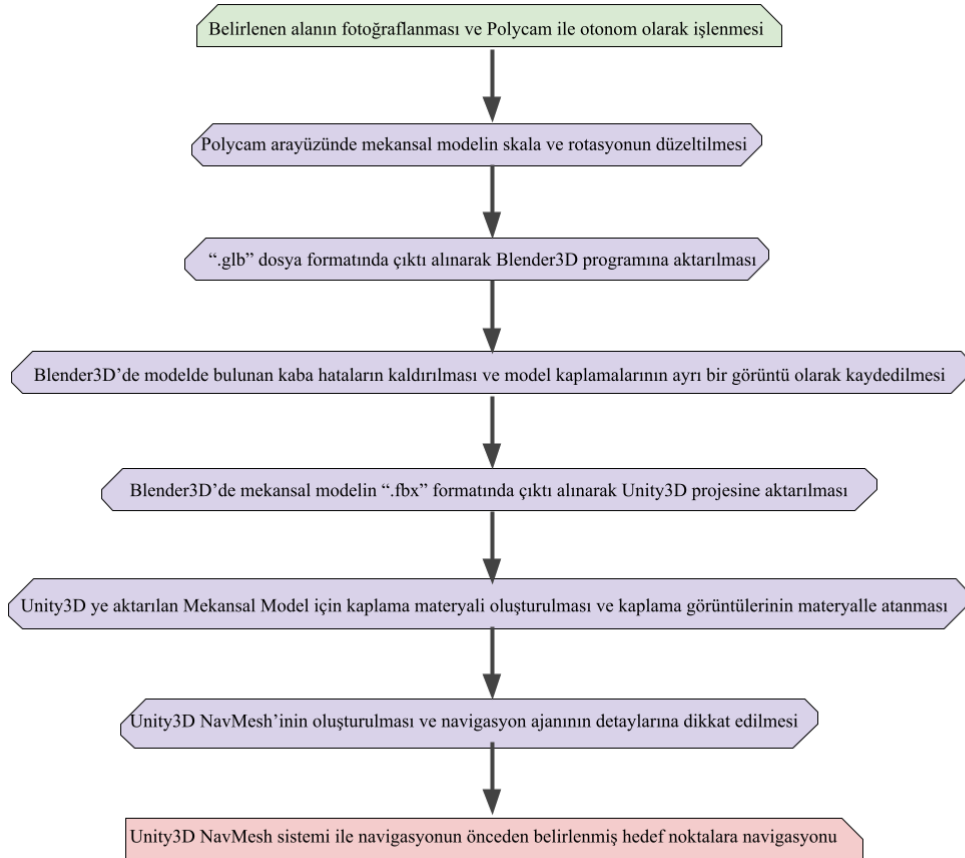 Belirlenen alanın fotoğraflanması ve Polycam ile otonom olarak işlenmesi
Polycam arayüzünde mekansal modelin skala ve rotasyonun düzeltilmesi
“.glb” dosya formatında çıktı alınarak Blender3D programına aktarılması
Blender3D’de modelde bulunan kaba hataların kaldırılması ve model kaplamalarının ayrı bir görüntü olarak kaydedilmesi
Blender3D’de mekansal modelin “.fbx” formatında çıktı alınarak Unity3D projesine aktarılması
Unity3D ye aktarılan Mekansal Model için kaplama materyali oluşturulması ve kaplama görüntülerinin materyalle atanması
Unity3D NavMesh’inin oluşturulması ve navigasyon ajanının detaylarına dikkat edilmesi
Unity3D NavMesh sistemi ile navigasyonun önceden belirlenmiş hedef noktalara navigasyonu